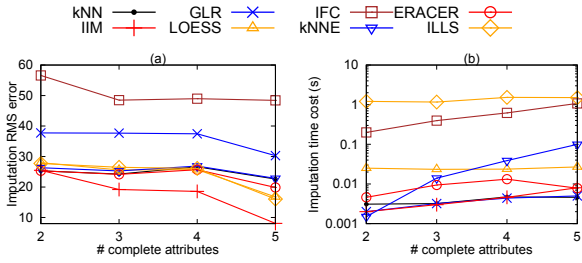 kNN GLR IFC ERACER
IIM LOESS kNNE ILLS
(a) (b)
Imputation RMS error
60
50
40
30
20
10
2 3 4 5
# complete attributes
Imputation time cost (s)
10
1
0.1
0.01
0.001
2 3 4 5
# complete attributes